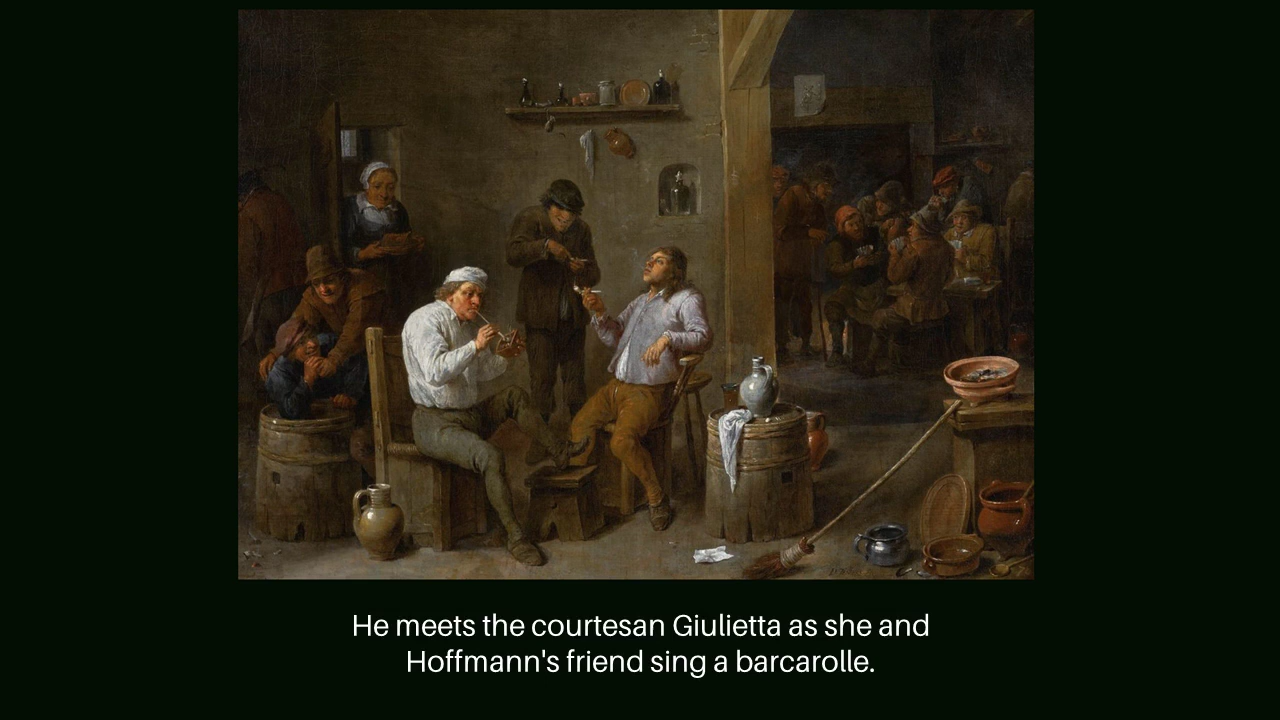 He meets the courtesan Giulietta as she and
Hoffmann's friend sing a barcarolle.